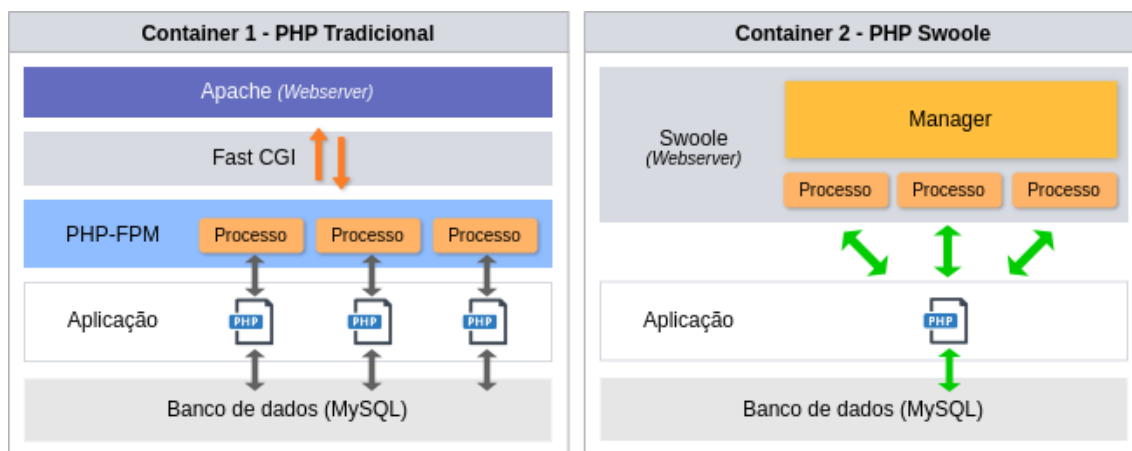 Container 1 - PHP Tradicional
Apache (Webserver)
Fast CGI
PHP-FPM
Processo
Processo
Processo
Aplicação
PHP
PHP
PHP
Banco de dados (MySQL)
Container 2 - PHP Swoole
Swoole
(Webserver)
Manager
Processo
Processo
Processo
Aplicação
PHP
Banco de dados (MySQL)